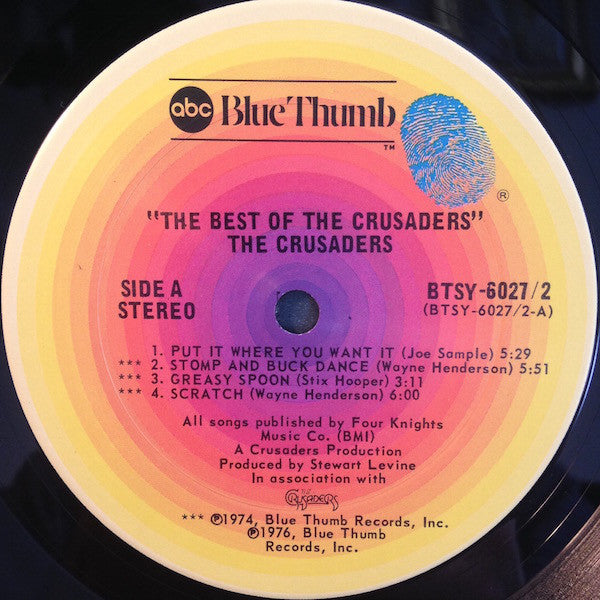 abc Blue Thumb
TM
®
"THE BEST OF THE CRUSADERS"
THE CRUSADERS
SIDE A
STEREO
BTSY-6027/2
(BTSY-6027/2-A)
1. PUT IT WHERE YOU WANT IT (Joe Sample) 5:29
*** 2. STOMP AND BUCK DANCE (Wayne Henderson) 5:51
*** 3. GREASY SPOON (Stix Hooper) 3:11
*** 4. SCRATCH (Wayne Henderson) 6:00
All songs published by Four Knights
Music Co. (BMI)
A Crusaders Production
Produced by Stewart Levine
In association with
THE CRUSADERS
*** ℗1974, Blue Thumb Records, Inc.
℗1976, Blue Thumb
Records, Inc.